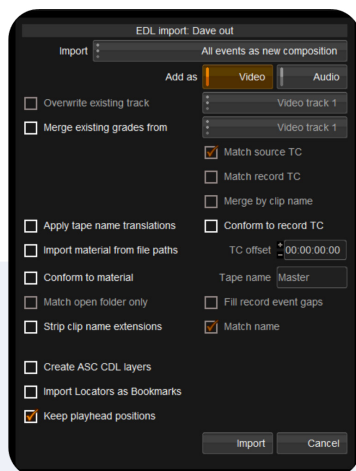 EDL import: Dave out
Import All events as new composition
Add as Video Audio
Overwrite existing track Video track 1
Merge existing grades from Video track 1
Match source TC
Match record TC
Merge by clip name
Apply tape name translations Conform to record TC
Import material from file paths TC offset + - 00:00:00:00
Conform to material Tape name Master
Match open folder only Fill record event gaps
Strip clip name extensions Match name
Create ASC CDL layers
Import Locators as Bookmarks
Keep playhead positions
Import Cancel